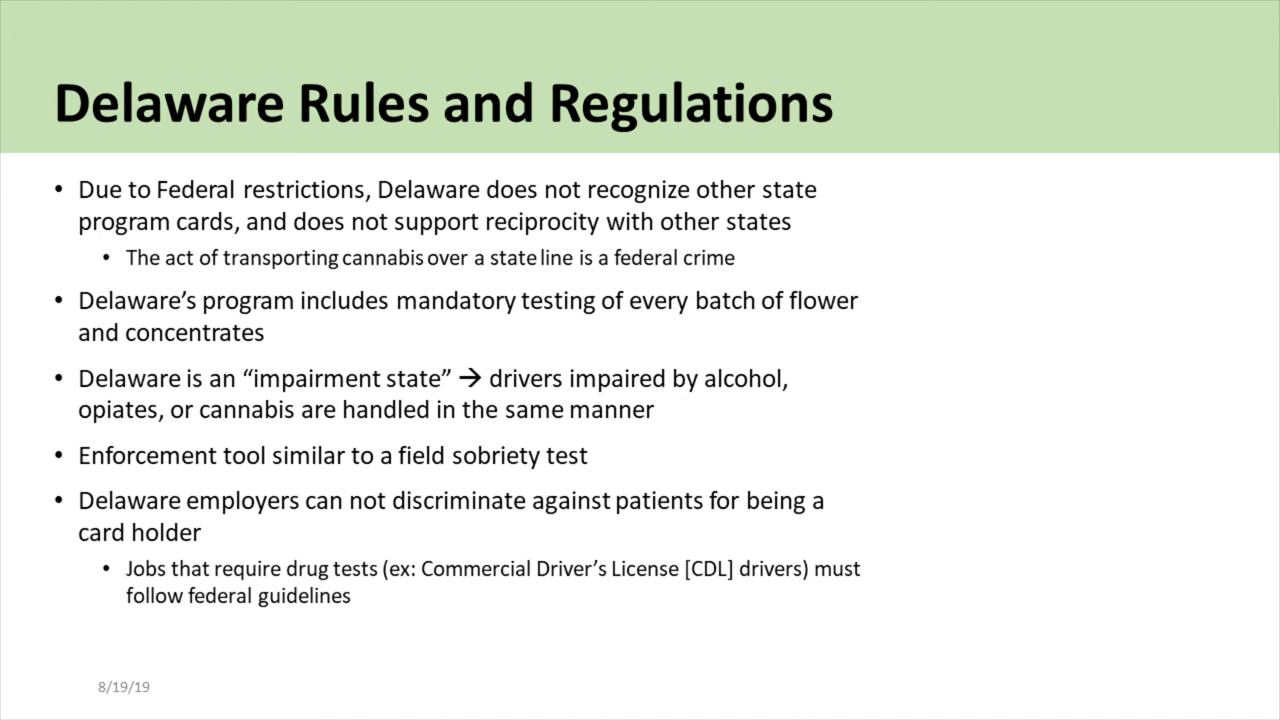 Delaware Rules and Regulations
• Due to Federal restrictions, Delaware does not recognize other state
program cards, and does not support reciprocity with other states
• The act of transporting cannabis over a state line is a federal crime
• Delaware’s program includes mandatory testing of every batch of flower
and concentrates
• Delaware is an “impairment state” → drivers impaired by alcohol,
opiates, or cannabis are handled in the same manner
• Enforcement tool similar to a field sobriety test
• Delaware employers can not discriminate against patients for being a
card holder
• Jobs that require drug tests (ex: Commercial Driver’s License [CDL] drivers) must
follow federal guidelines
8/19/19